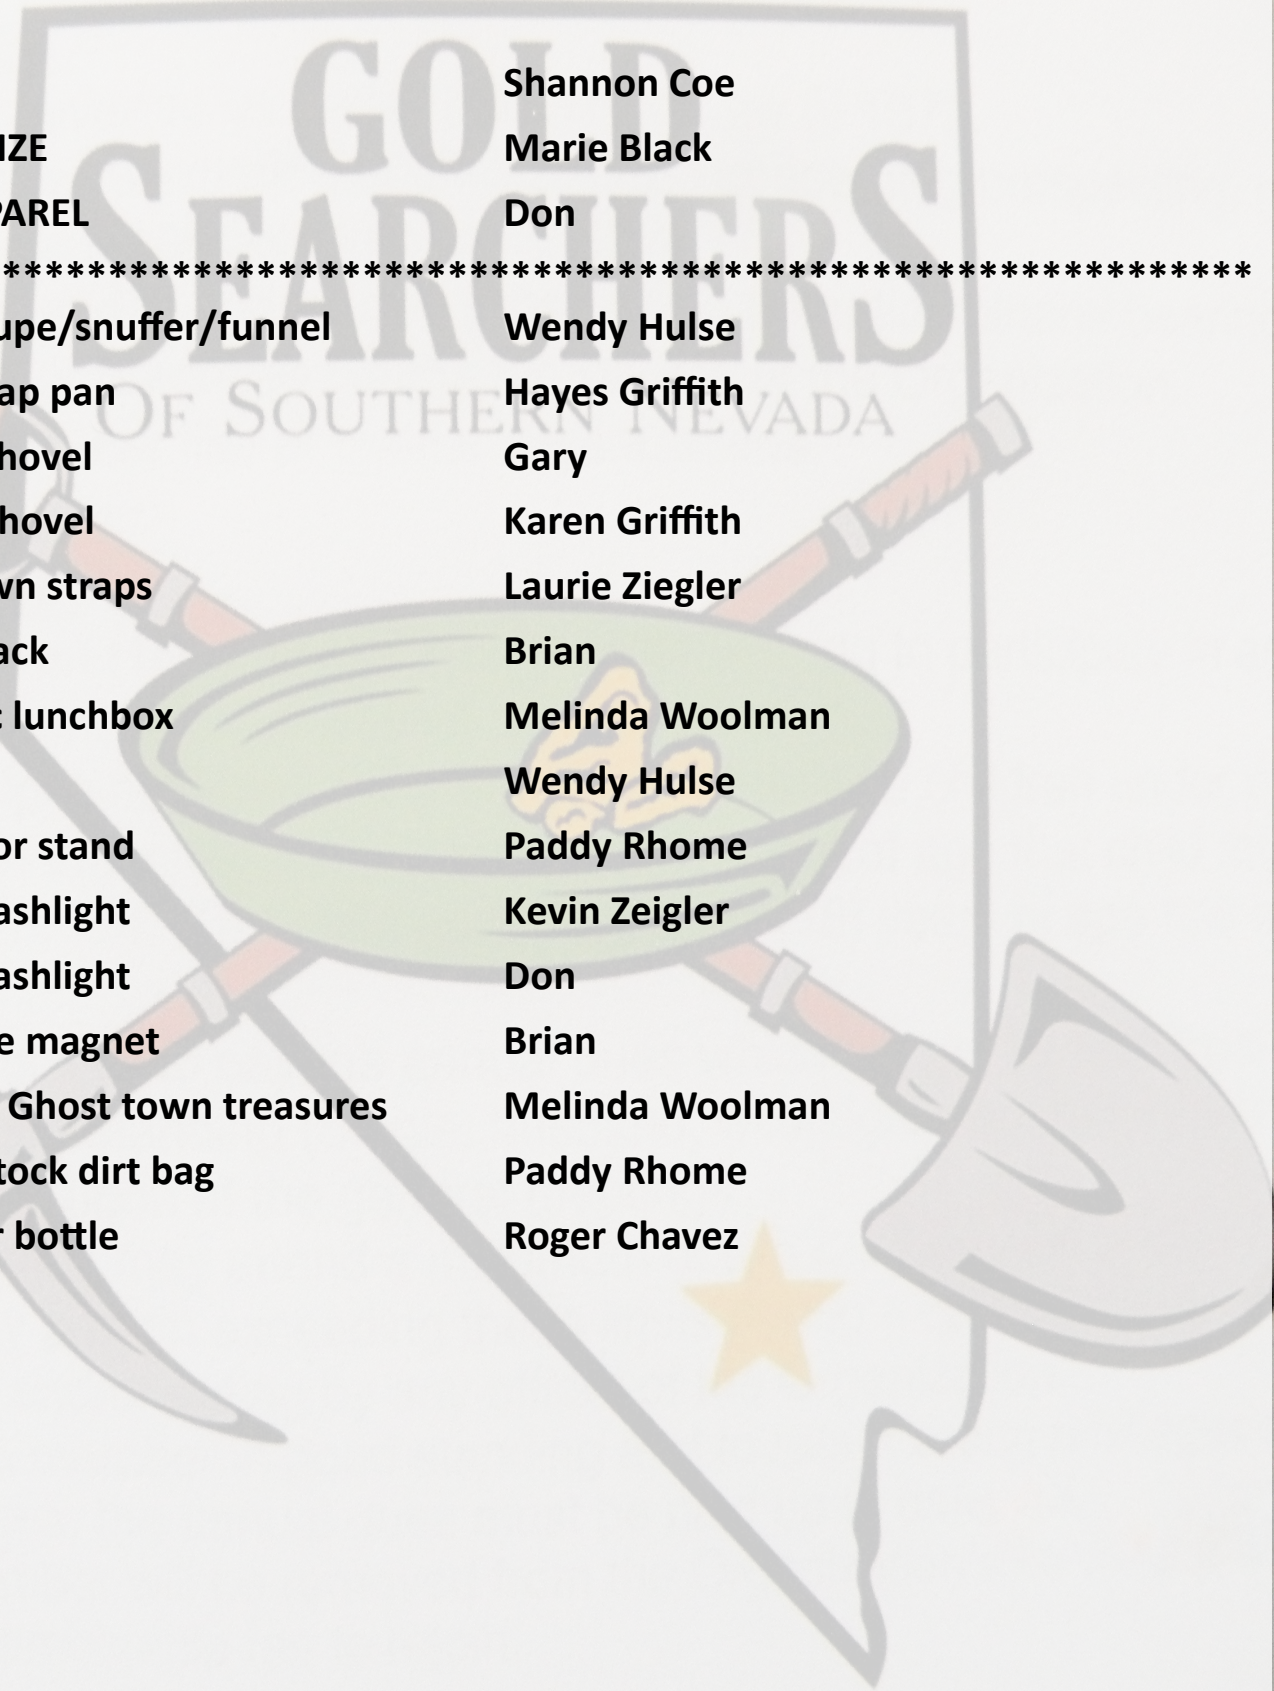 GOLD
SEARCHERS
OF SOUTHERN NEVADA
Shannon Coe
IZE Marie Black
PAREL Don
***********************************************************
upe/snuffer/funnel Wendy Hulse
ap pan Hayes Griffith
hovel Gary
hovel Karen Griffith
wn straps Laurie Ziegler
ack Brian
lunchbox Melinda Woolman
Wendy Hulse
or stand Paddy Rhome
ashlight Kevin Zeigler
ashlight Don
e magnet Brian
Ghost town treasures Melinda Woolman
tock dirt bag Paddy Rhome
r bottle Roger Chavez